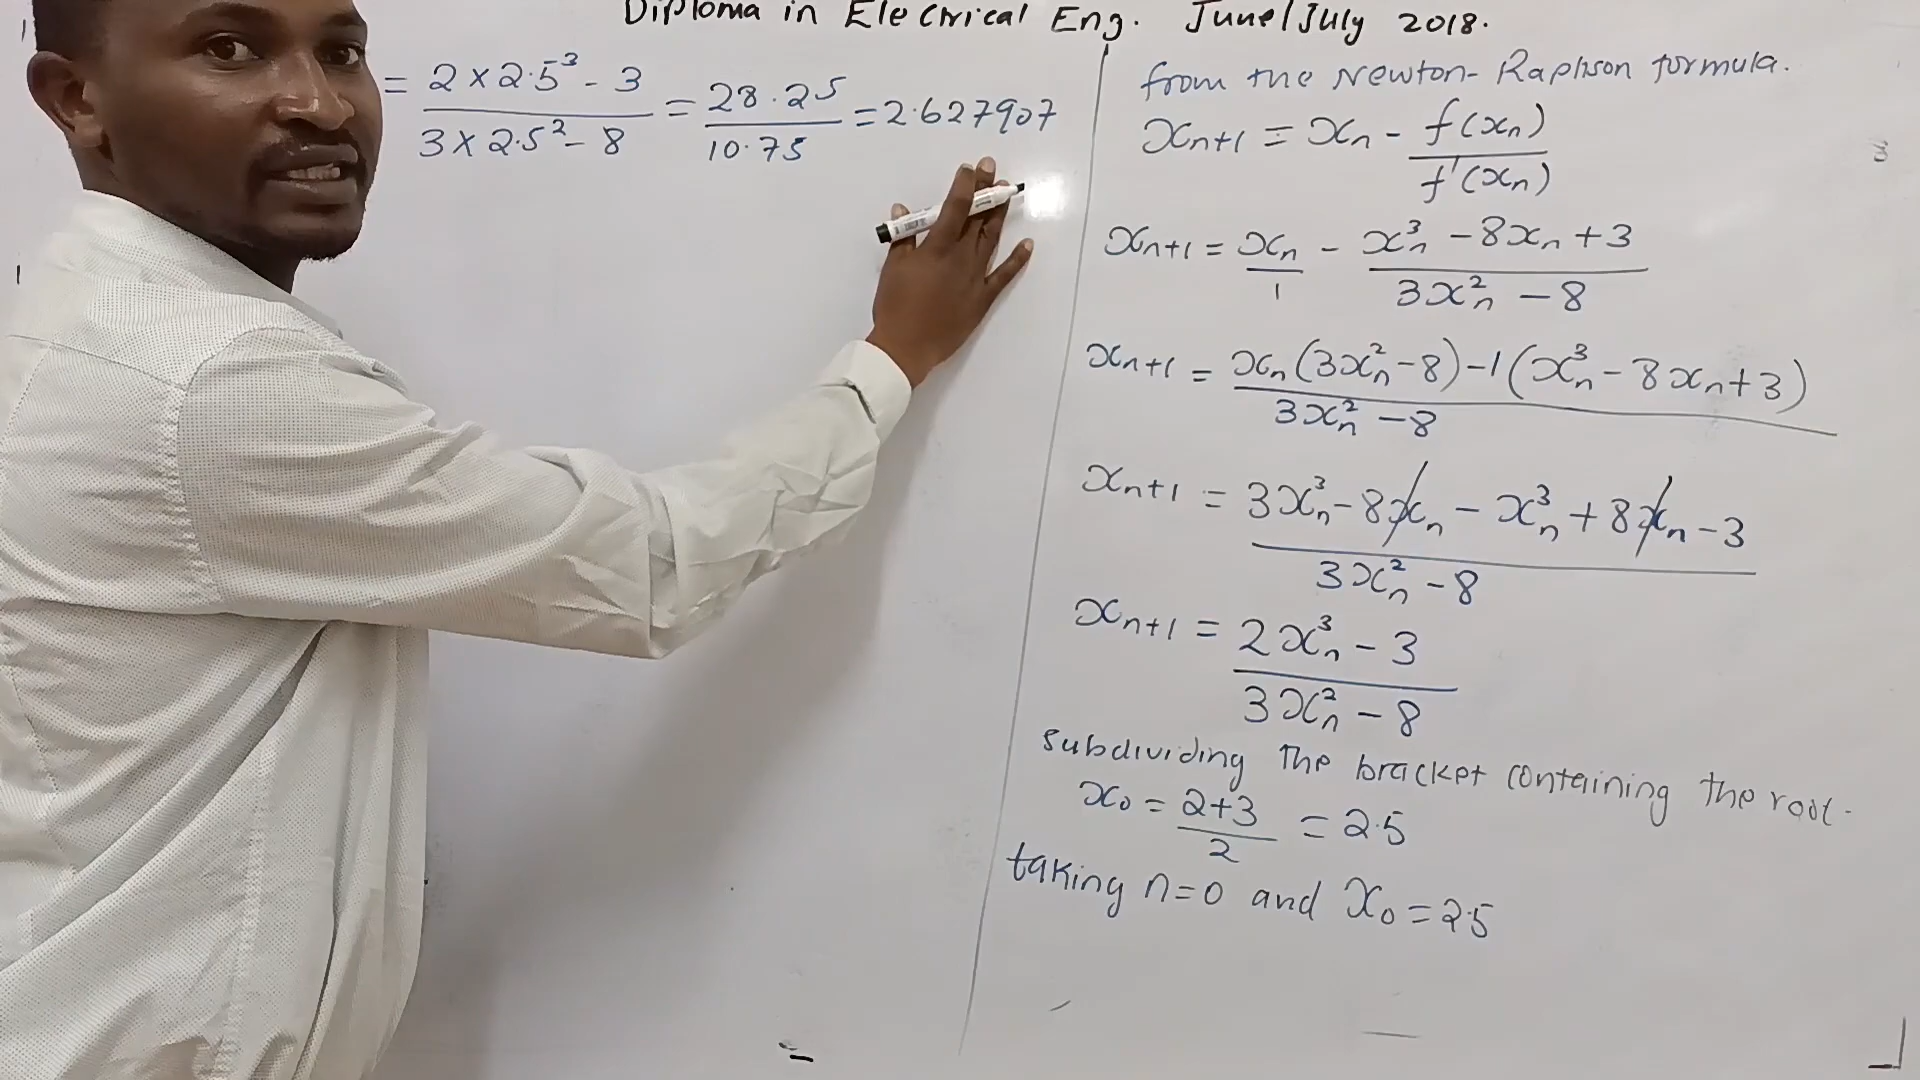 Diploma in Electrical Eng. June/July 2018.
= (2 × 2.5³ - 3)/(3 × 2.5² - 8) = 28.25/10.75 = 2.627907
from the Newton-Raphson formula.
xₙ₊₁ = xₙ - f(xₙ)/f'(xₙ)
xₙ₊₁ = xₙ/1 - (xₙ³ - 8xₙ + 3)/(3xₙ² - 8)
xₙ₊₁ = (xₙ(3xₙ² - 8) - 1(xₙ³ - 8xₙ + 3))/(3xₙ² - 8)
xₙ₊₁ = (3xₙ³ - 8xₙ - xₙ³ + 8xₙ - 3)/(3xₙ² - 8)
xₙ₊₁ = (2xₙ³ - 3)/(3xₙ² - 8)
subdividing the bracket containing the root.
x₀ = (2+3)/2 = 2.5
taking n=0 and x₀ = 2.5